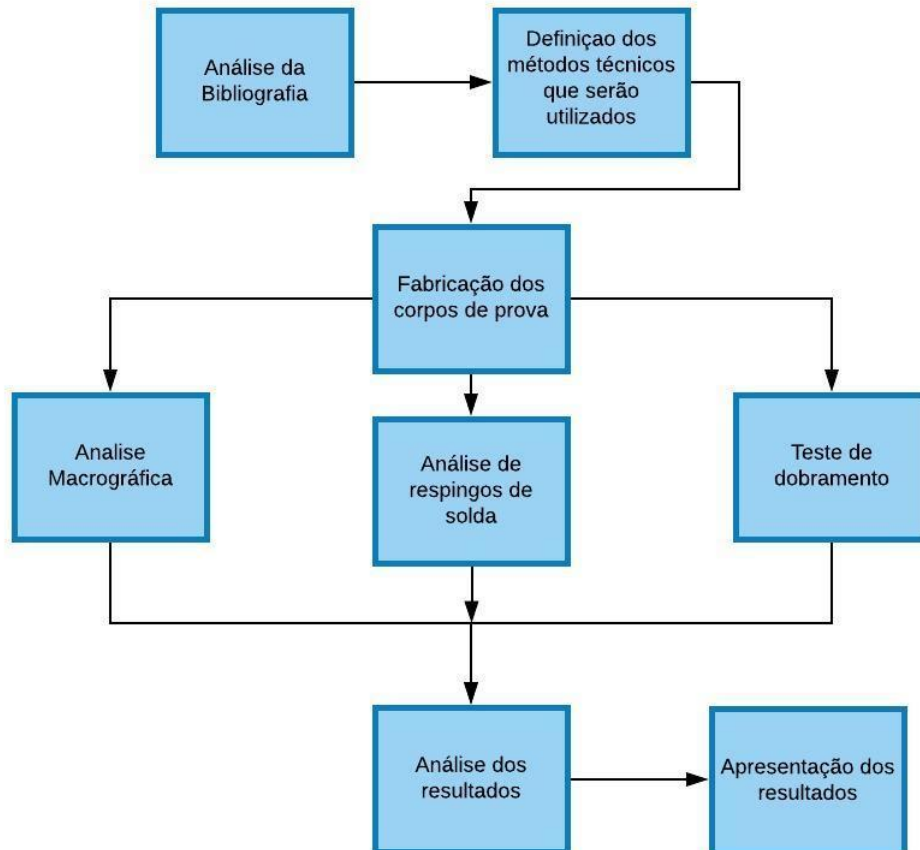 Análise da
Bibliografia
Definiçao dos
métodos técnicos
que serão
utilizados
Fabricação dos
corpos de prova
Analise
Macrográfica
Análise de
respingos de
solda
Teste de
dobramento
Análise dos
resultados
Apresentação dos
resultados